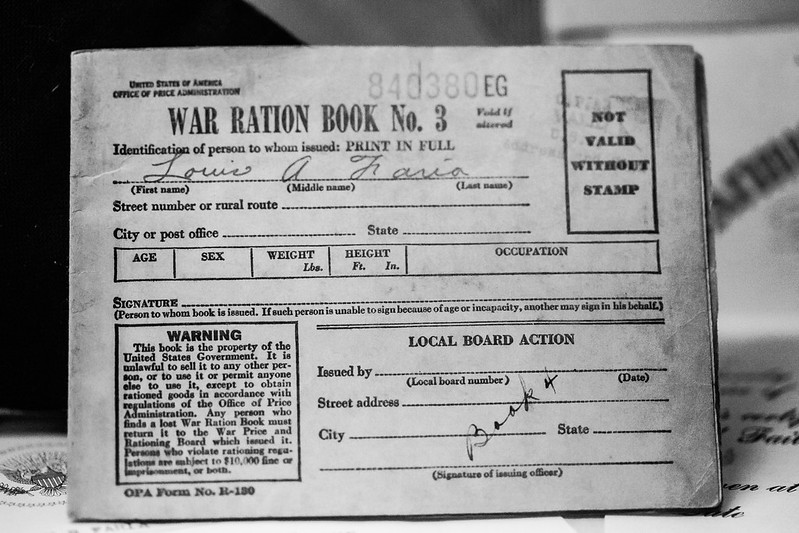 UNITED STATES OF AMERICA
OFFICE OF PRICE ADMINISTRATION
840380 EG
WAR RATION BOOK No. 3
Void if
altered
Identification of person to whom issued: PRINT IN FULL
Louis A Faria
(First name) (Middle name) (Last name)
Street number or rural route
City or post office State
AGE SEX WEIGHT HEIGHT OCCUPATION
Lbs. Ft. In.
SIGNATURE
(Person to whom book is issued. If such person is unable to sign because of age or incapacity, another may sign in his behalf.)
NOT
VALID
WITHOUT
STAMP
WARNING
This book is the property of the
United States Government. It is
unlawful to sell it to any other per-
son, or to use it or permit anyone
else to use it, except to obtain
rationed goods in accordance with
regulations of the Office of Price
Administration. Any person who
finds a lost War Ration Book must
return it to the War Price and
Rationing Board which issued it.
Persons who violate rationing regu-
lations are subject to $10,000 fine or
imprisonment, or both.
OPA Form No. R-130
LOCAL BOARD ACTION
Issued by
(Local board number) (Date)
Street address
Book 4
City State
(Signature of issuing officer)